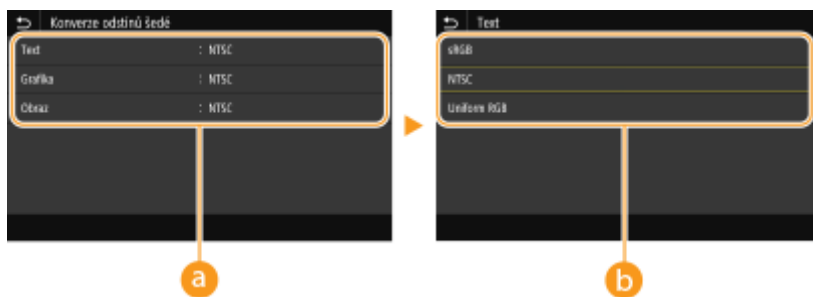 Konverze odstínů šedé
Text : NTSC
Grafika : NTSC
Obraz : NTSC
a
Text
sRGB
NTSC
Uniform RGB
b